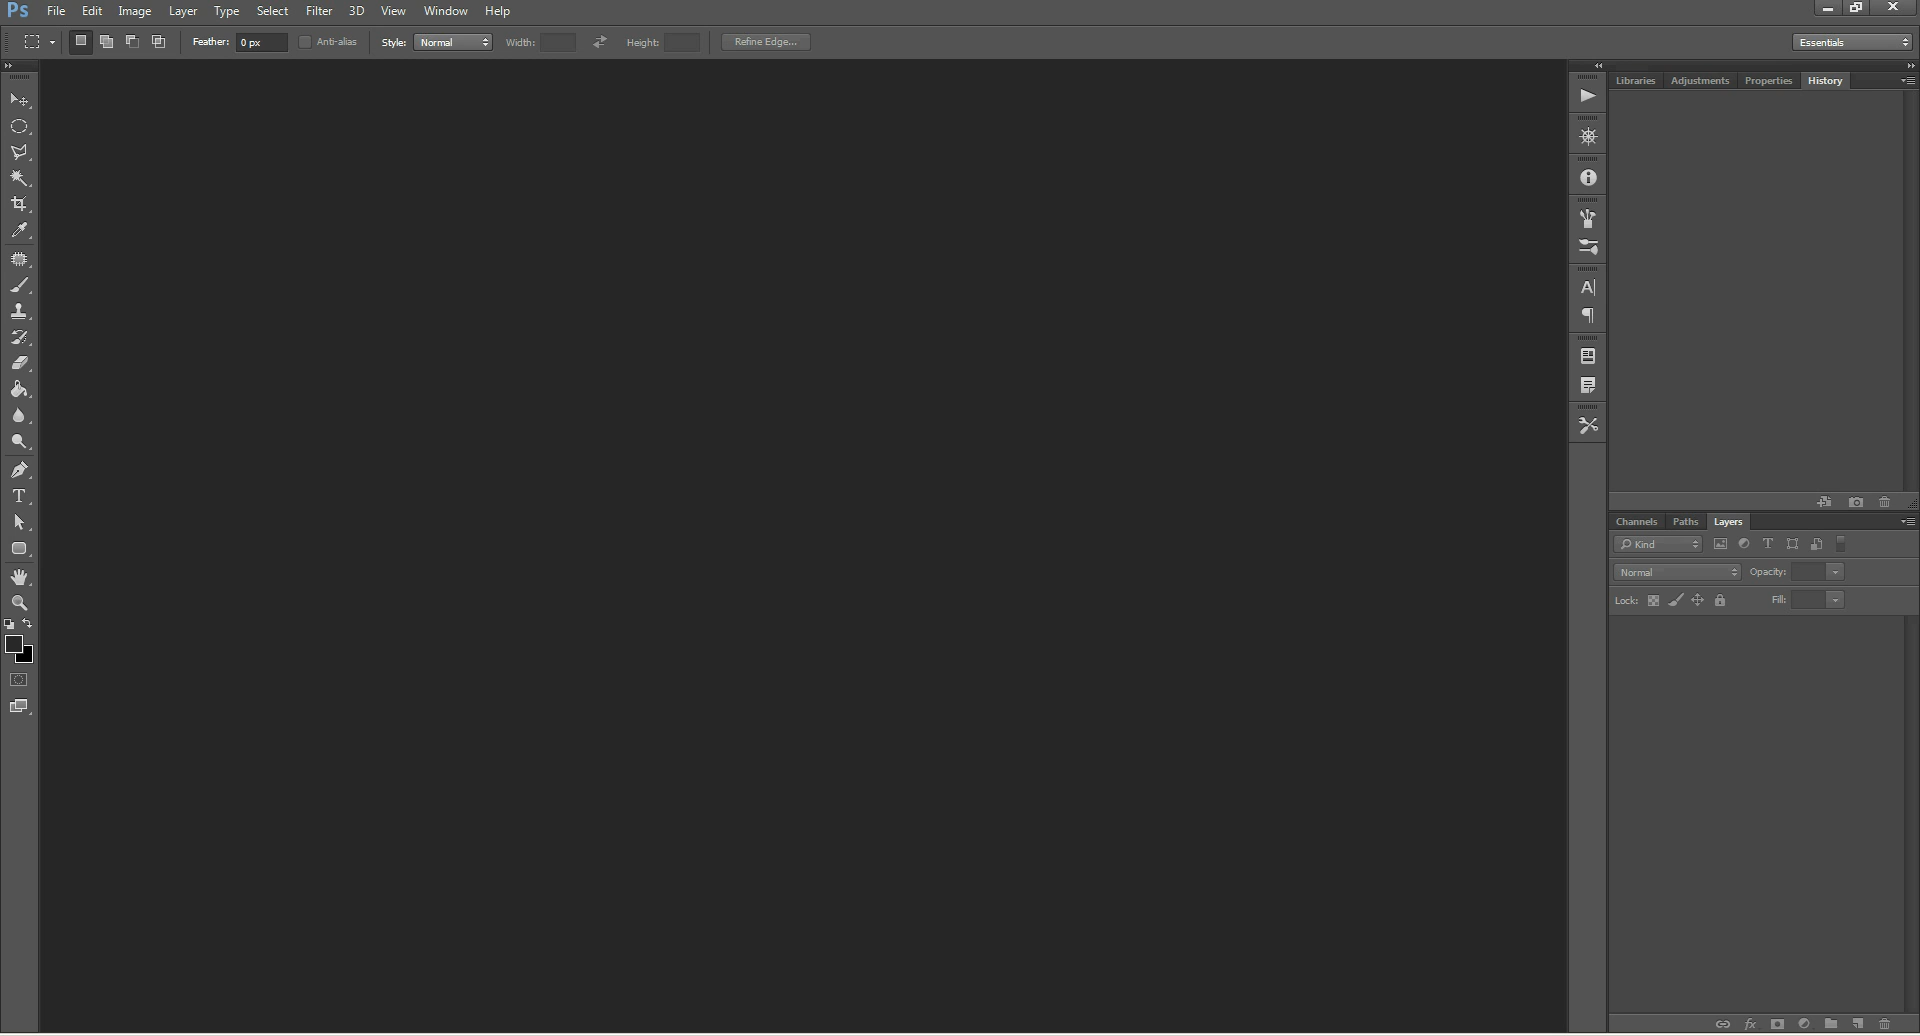 Ps File Edit Image Layer Type Select Filter 3D View Window Help
Feather: 0 px Anti-alias Style: Normal Width: Height: Refine Edge... Essentials
Libraries Adjustments Properties History
Channels Paths Layers
Kind
Normal Opacity:
Lock: Fill: